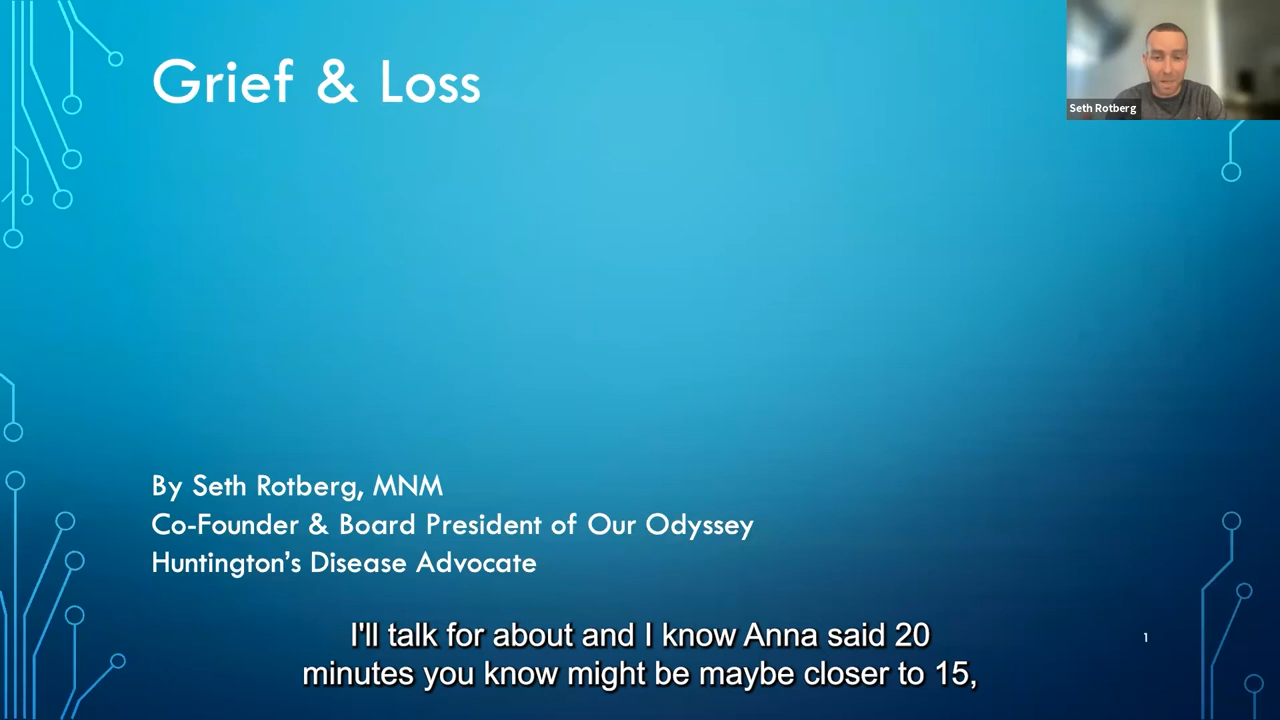 Grief & Loss
Seth Rotberg
By Seth Rotberg, MNM
Co-Founder & Board President of Our Odyssey
Huntington's Disease Advocate
I'll talk for about and I know Anna said 20
minutes you know might be maybe closer to 15,
1